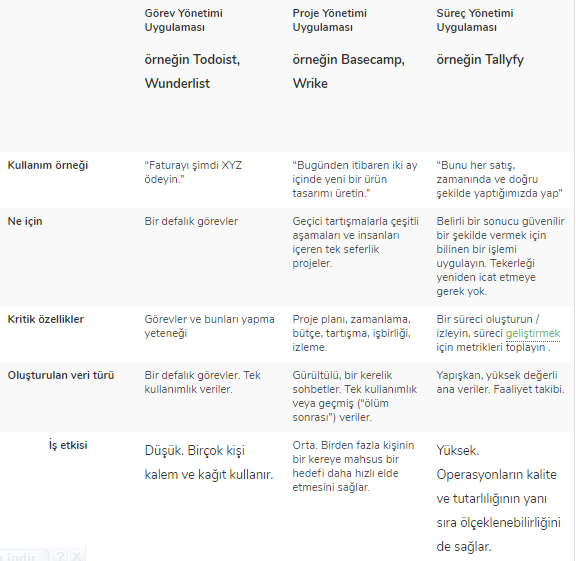 Görev Yönetimi
Uygulaması
örneğin Todoist,
Wunderlist
Proje Yönetimi
Uygulaması
örneğin Basecamp,
Wrike
Süreç Yönetimi
Uygulaması
örneğin Tallyfy
Kullanım örneği
“Faturayı şimdi XYZ
ödeyin.”
“Bugünden itibaren iki ay
içinde yeni bir ürün
tasarımı üretin.”
“Bunu her satış,
zamanında ve doğru
şekilde yaptığımızda yap”
Ne için
Bir defalık görevler
Geçici tartışmalarla çeşitli
aşamaları ve insanları
içeren tek seferlik
projeler.
Belirli bir sonucu güvenilir
bir şekilde vermek için
bilinen bir işlemi
uygulayın. Tekerleği
yeniden icat etmeye
gerek yok.
Kritik özellikler
Görevler ve bunları yapma
yeteneği
Proje planı, zamanlama,
bütçe, tartışma, işbirliği,
izleme.
Bir süreci oluşturun /
izleyin, süreci geliştirmek
için metrikleri toplayın .
Oluşturulan veri türü
Bir defalık görevler. Tek
kullanımlık veriler.
Gürültülü, bir kerelik
sohbetler. Tek kullanımlık
veya geçmiş (“ölüm
sonrası”) veriler.
Yapışkan, yüksek değerli
ana veriler. Faaliyet takibi.
İş etkisi
Düşük. Birçok kişi
kalem ve kağıt kullanır.
Orta. Birden fazla kişinin
bir kereye mahsus bir
hedefi daha hızlı elde
etmesini sağlar.
Yüksek.
Operasyonların kalite
ve tutarlılığının yanı
sıra ölçeklenebilirliğini
de sağlar.
indir ? X